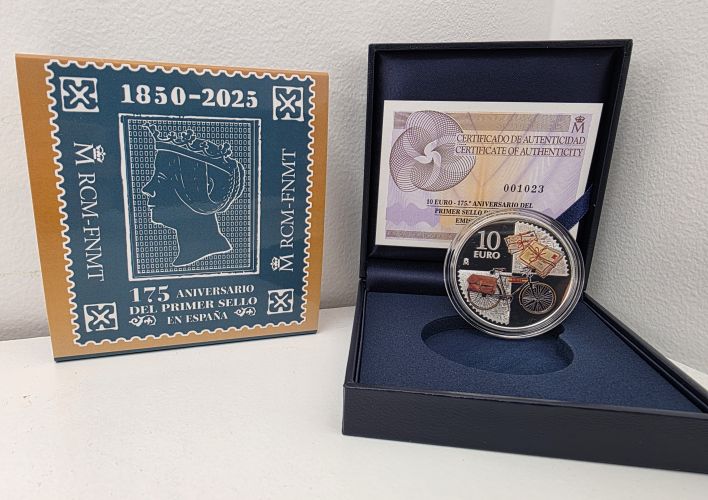 1850-2025
M RCM-FNMT
M RCM-FNMT
175 ANIVERSARIO
DEL PRIMER SELLO
EN ESPAÑA
M
CERTIFICADO DE AUTENTICIDAD
CERTIFICATE OF AUTHENTICITY
001023
10 EURO - 175.º ANIVERSARIO DEL
PRIMER SELLO
EMIS
10
EURO
M